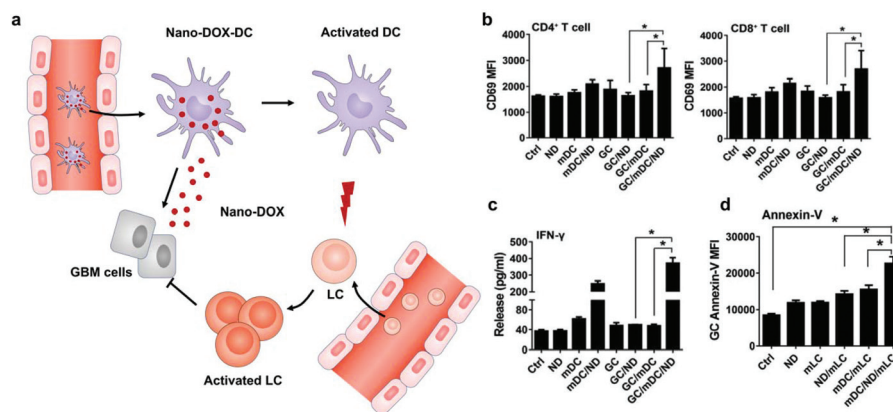 a
Nano-DOX-DC
Activated DC
Nano-DOX
GBM cells
LC
Activated LC
b
CD4⁺ T cell
CD69 MFI
4000
3000
2000
1000
0
Ctrl
ND
mDC
mDC/ND
GC
GC/ND
GC/mDC
GC/mDC/ND
*
*
CD8⁺ T cell
CD69 MFI
4000
3000
2000
1000
0
Ctrl
ND
mDC
mDC/ND
GC
GC/ND
GC/mDC
GC/mDC/ND
*
*
c
IFN-γ
Release (pg/ml)
500
400
300
200
120
80
40
0
Ctrl
ND
mDC
mDC/ND
GC
GC/ND
GC/mDC
GC/mDC/ND
*
*
d
Annexin-V
GC Annexin-V MFI
30000
20000
10000
0
Ctrl
ND
mLC
ND/mLC
mDC/mLC
mDC/ND/mLC
*
*
*